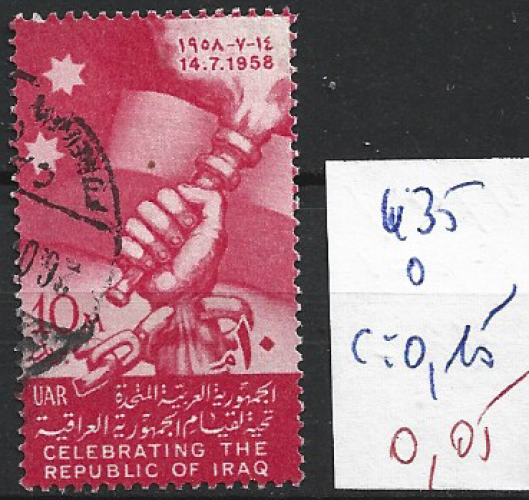 ١٩٥٨-٧-١٤
14.7.1958
10 M
١٠ م
UAR الجمهورية العربية المتحدة
تحية لقيام الجمهورية العراقية
CELEBRATING THE
REPUBLIC OF IRAQ
435
0
C=0,15
0,05